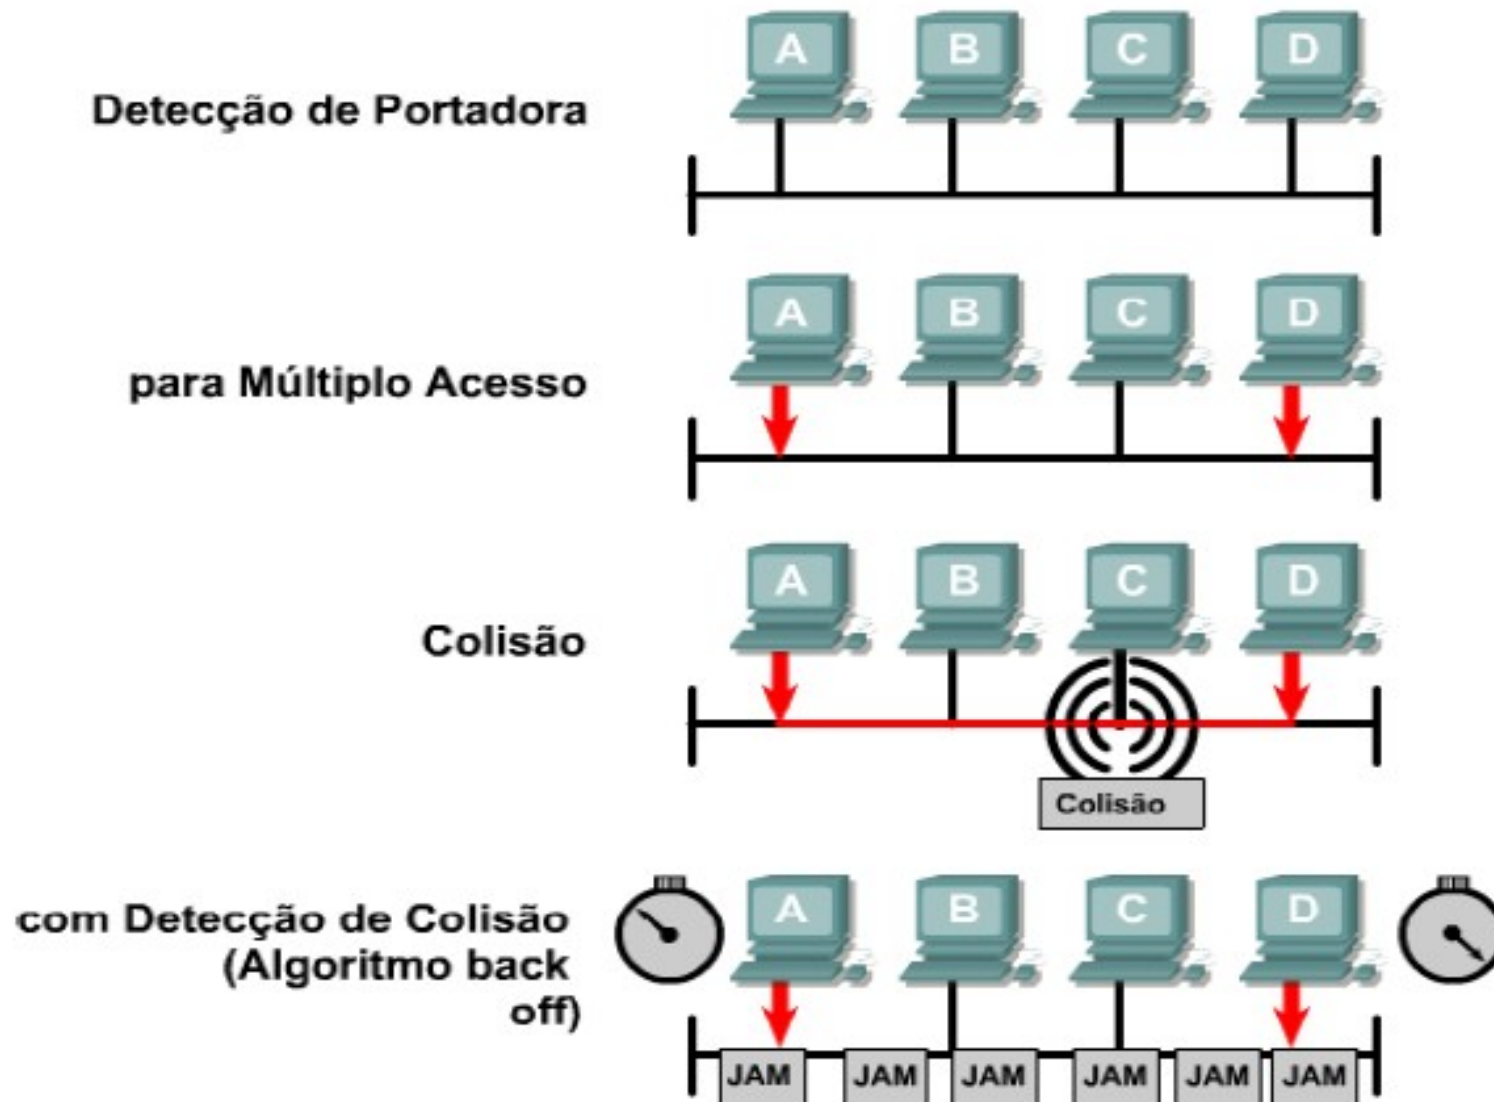 A B C D
Detecção de Portadora
A B C D
para Múltiplo Acesso
A B C D
Colisão
Colisão
A B C D
com Detecção de Colisão
(Algoritmo back
off)
JAM JAM JAM JAM JAM JAM